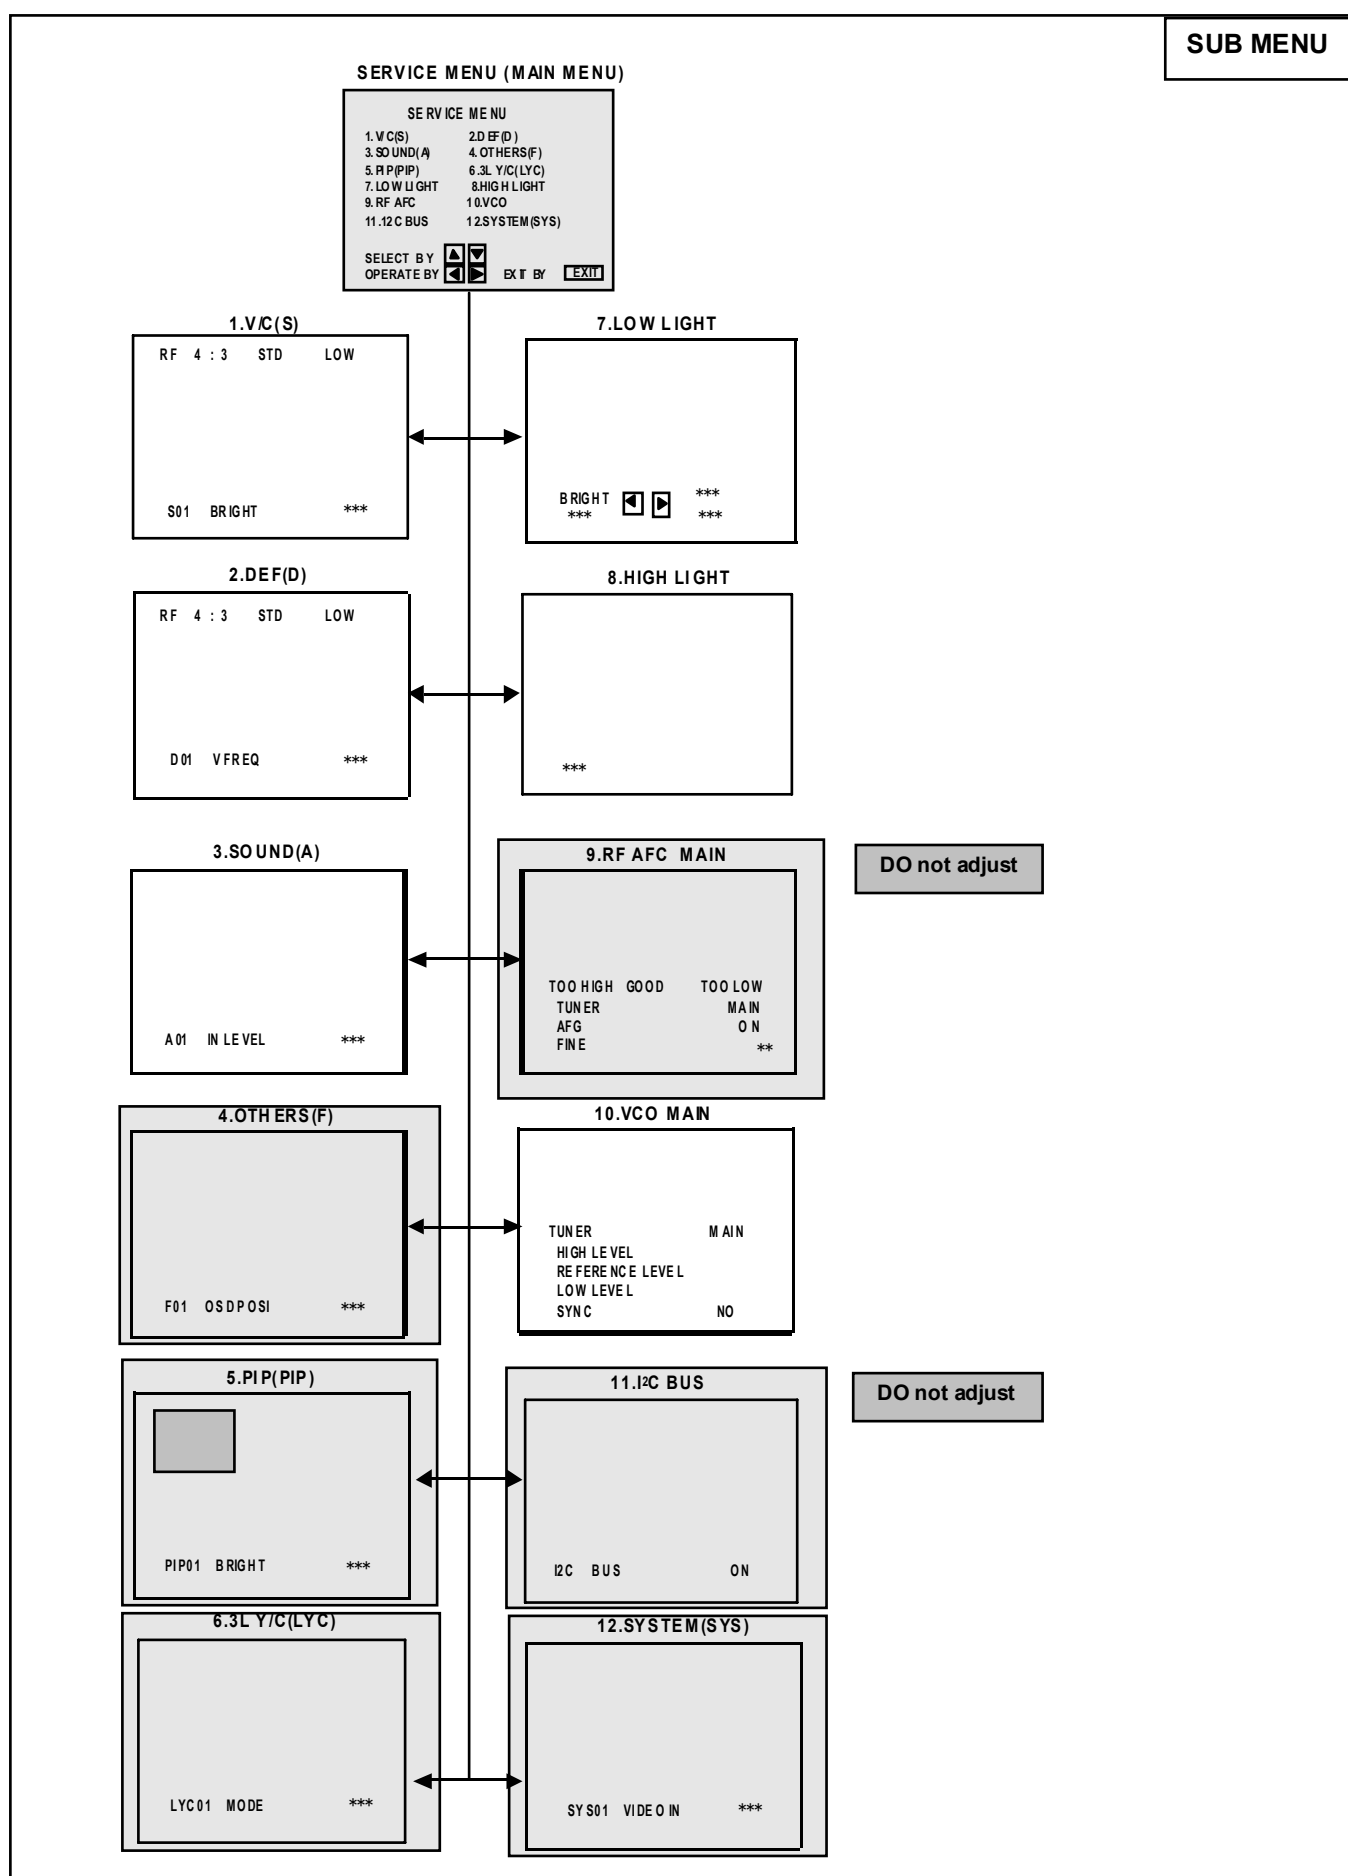 SUB MENU
SERVICE MENU (MAIN MENU)
SERVICE MENU
1. V/C(S) 2.DEF(D)
3. SOUND(A) 4. OTHERS(F)
5. PIP(PIP) 6.3L Y/C(LYC)
7. LOW LIGHT 8.HIGH LIGHT
9. RF AFC 10.VCO
11.12C BUS 12.SYSTEM(SYS)
SELECT BY
OPERATE BY EXIT BY EXIT
1.V/C(S)
RF 4:3 STD LOW
S01 BRIGHT ***
7.LOW LIGHT
BRIGHT ***
*** ***
2.DEF(D)
RF 4:3 STD LOW
D01 VFREQ ***
8.HIGH LIGHT
***
3.SOUND(A)
A01 IN LEVEL ***
9.RF AFC MAIN
TOO HIGH GOOD TOO LOW
TUNER MAIN
AFG ON
FINE **
DO not adjust
4.OTHERS(F)
F01 OSDPOSI ***
10.VCO MAIN
TUNER MAIN
HIGH LEVEL
REFERENCE LEVEL
LOW LEVEL
SYNC NO
5.PIP(PIP)
PIP01 BRIGHT ***
11.I²C BUS
I2C BUS ON
DO not adjust
6.3L Y/C(LYC)
LYC01 MODE ***
12.SYSTEM(SYS)
SYS01 VIDEO IN ***